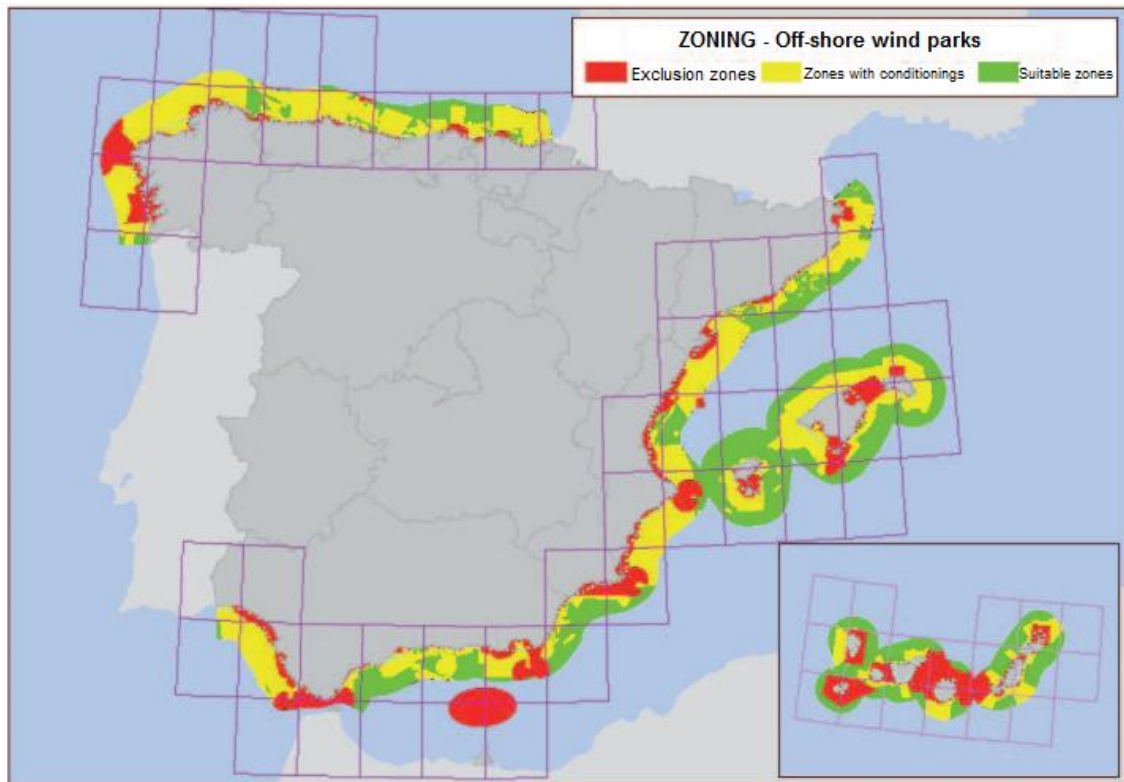 ZONING - Off-shore wind parks
Exclusion zones Zones with conditionings Suitable zones